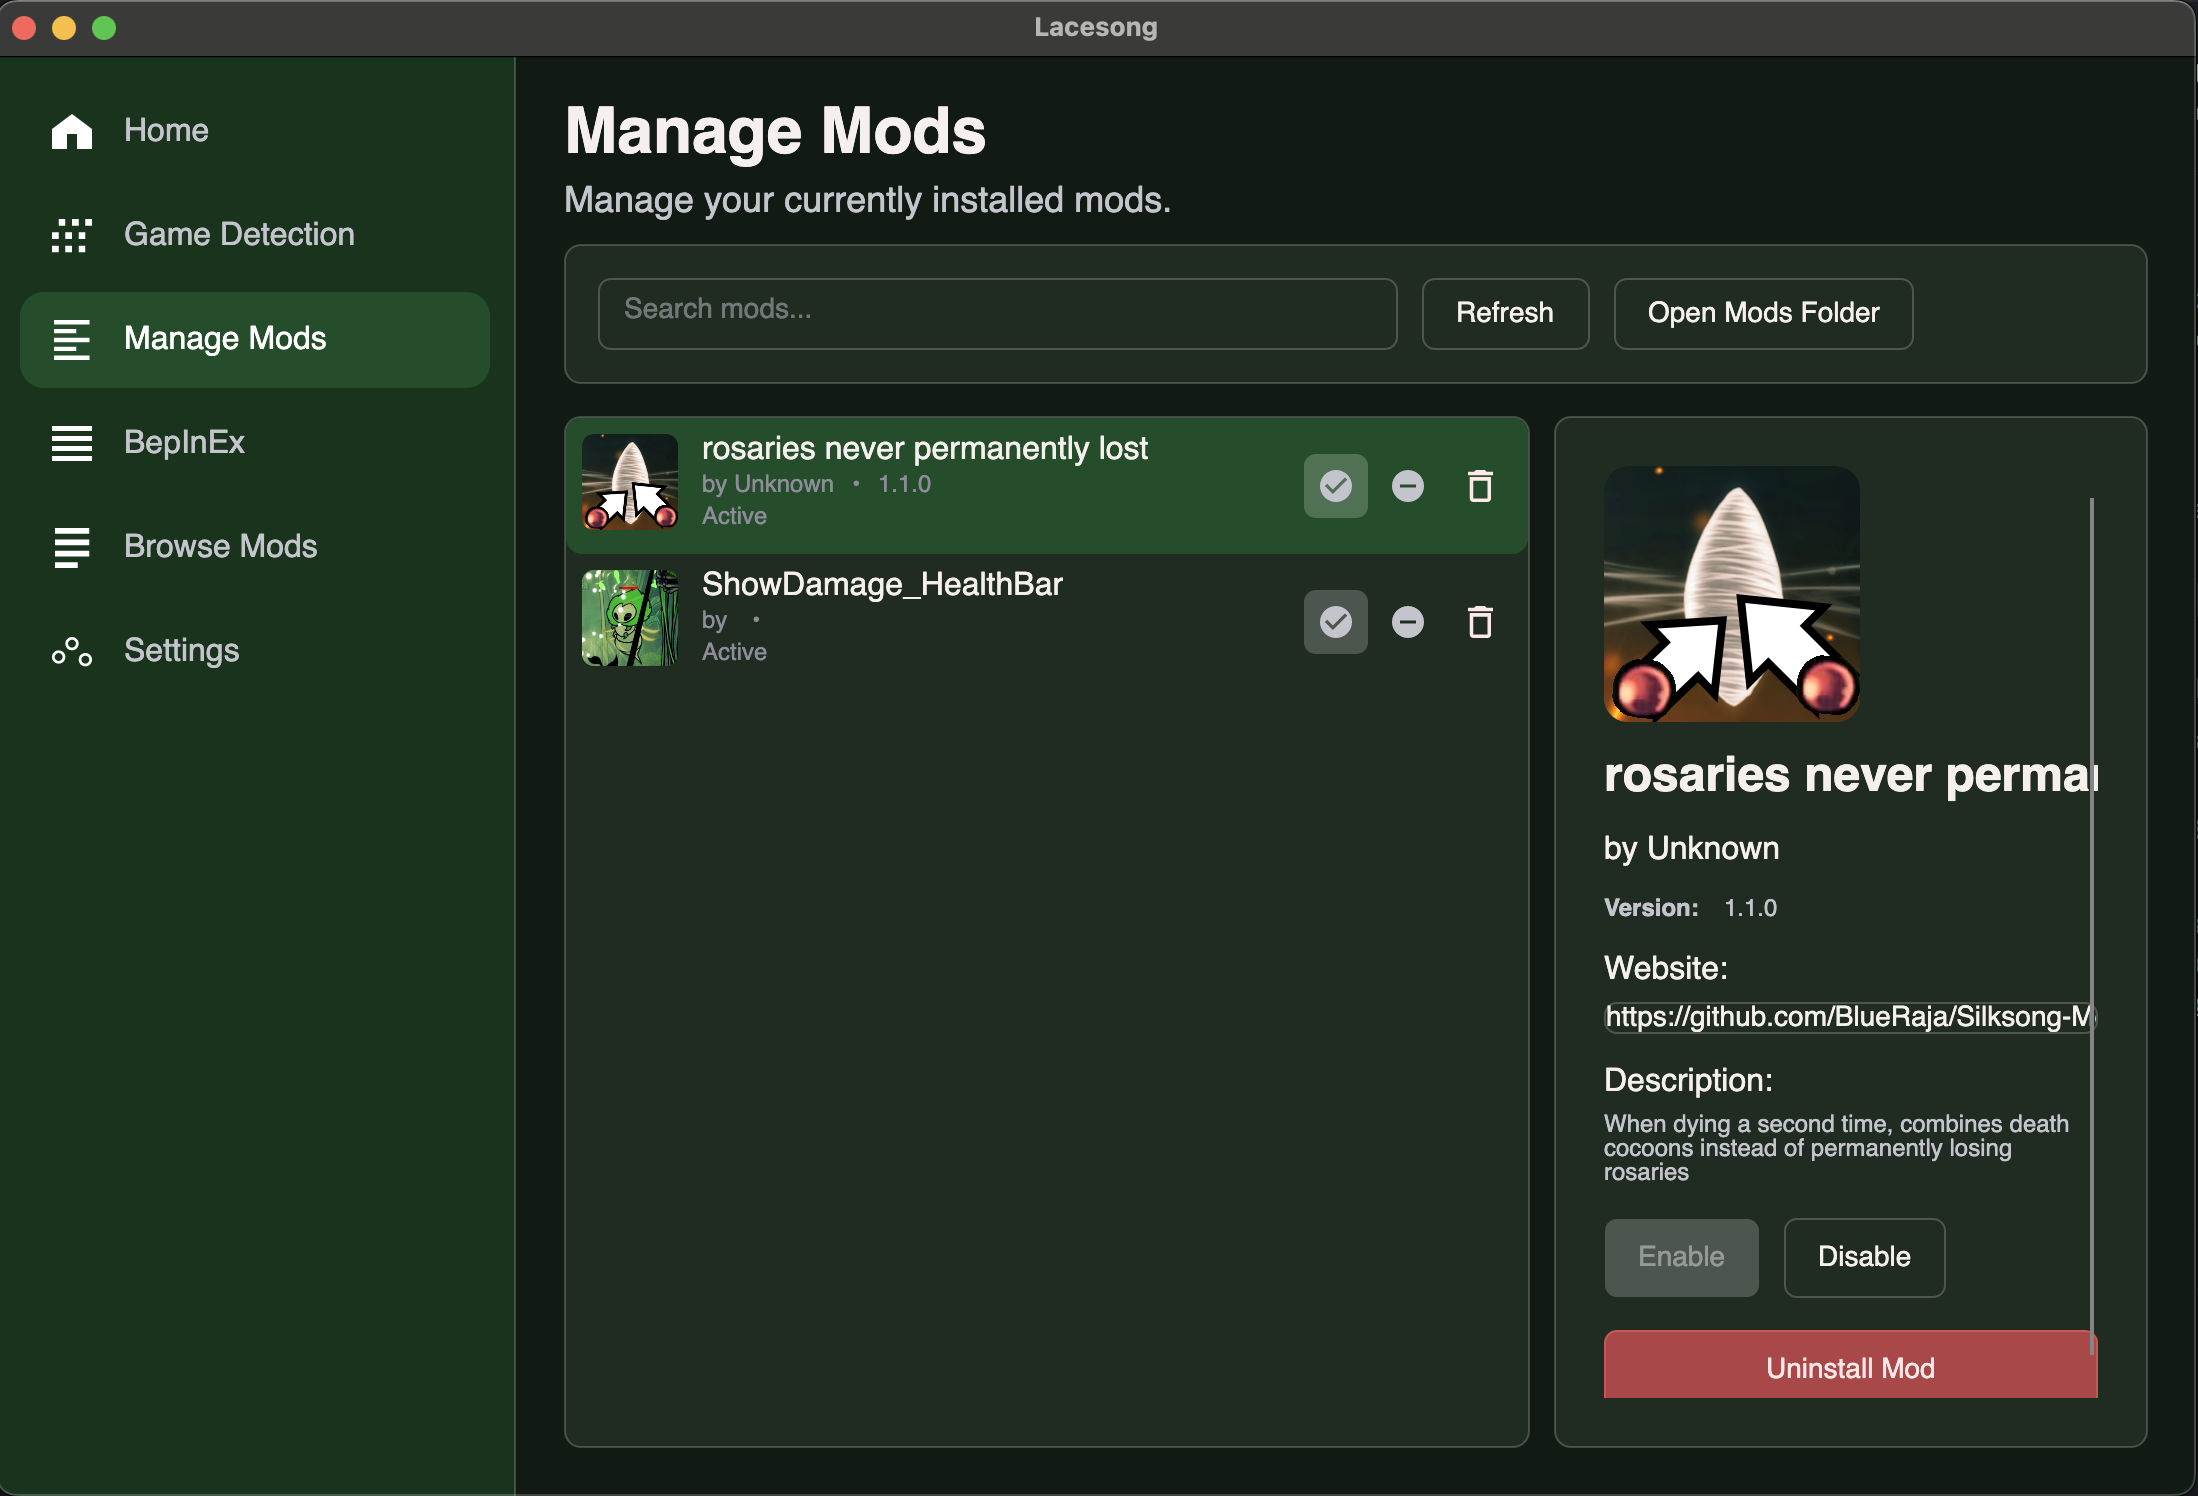 Lacesong
Home
Game Detection
Manage Mods
BepInEx
Browse Mods
Settings
Manage Mods
Manage your currently installed mods.
Search mods...
Refresh
Open Mods Folder
rosaries never permanently lost
by Unknown • 1.1.0
Active
ShowDamage_HealthBar
by •
Active
rosaries never perma
by Unknown
Version: 1.1.0
Website:
https://github.com/BlueRaja/Silksong-M
Description:
When dying a second time, combines death
cocoons instead of permanently losing
rosaries
Enable
Disable
Uninstall Mod